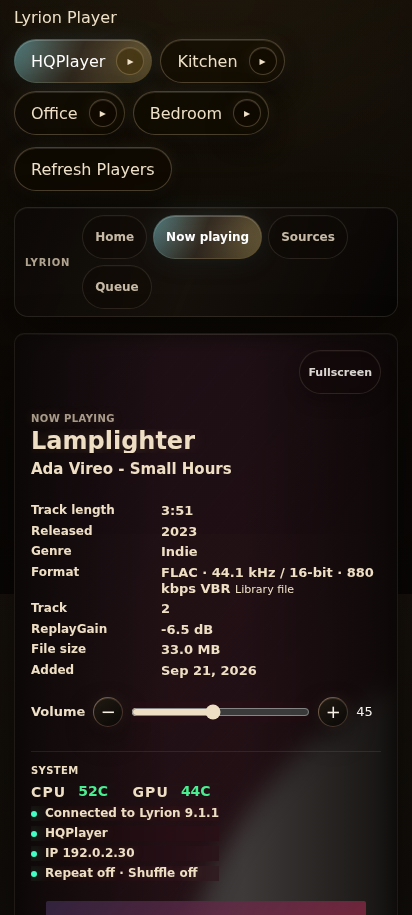 Lyrion Player
HQPlayer
Kitchen
Office
Bedroom
Refresh Players
LYRION
Home
Now playing
Sources
Queue
Fullscreen
NOW PLAYING
Lamplighter
Ada Vireo - Small Hours
Track length 3:51
Released 2023
Genre Indie
Format FLAC · 44.1 kHz / 16-bit · 880
kbps VBR Library file
Track 2
ReplayGain -6.5 dB
File size 33.0 MB
Added Sep 21, 2026
Volume − + 45
SYSTEM
CPU 52C GPU 44C
Connected to Lyrion 9.1.1
HQPlayer
IP 192.0.2.30
Repeat off · Shuffle off